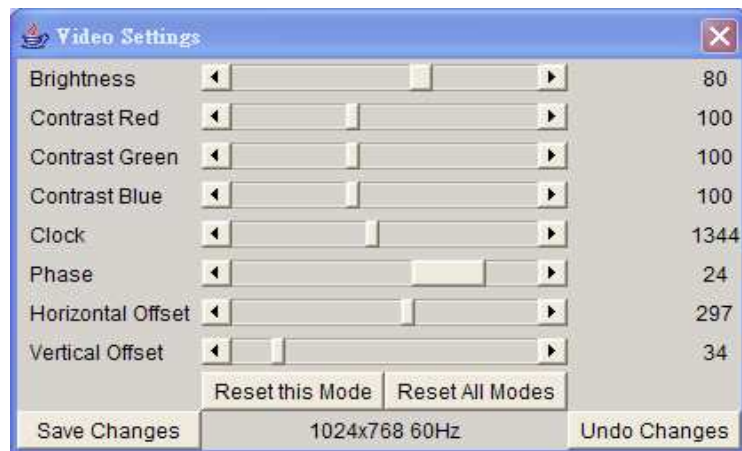 Video Settings
Brightness 80
Contrast Red 100
Contrast Green 100
Contrast Blue 100
Clock 1344
Phase 24
Horizontal Offset 297
Vertical Offset 34
Reset this Mode Reset All Modes
Save Changes 1024x768 60Hz Undo Changes